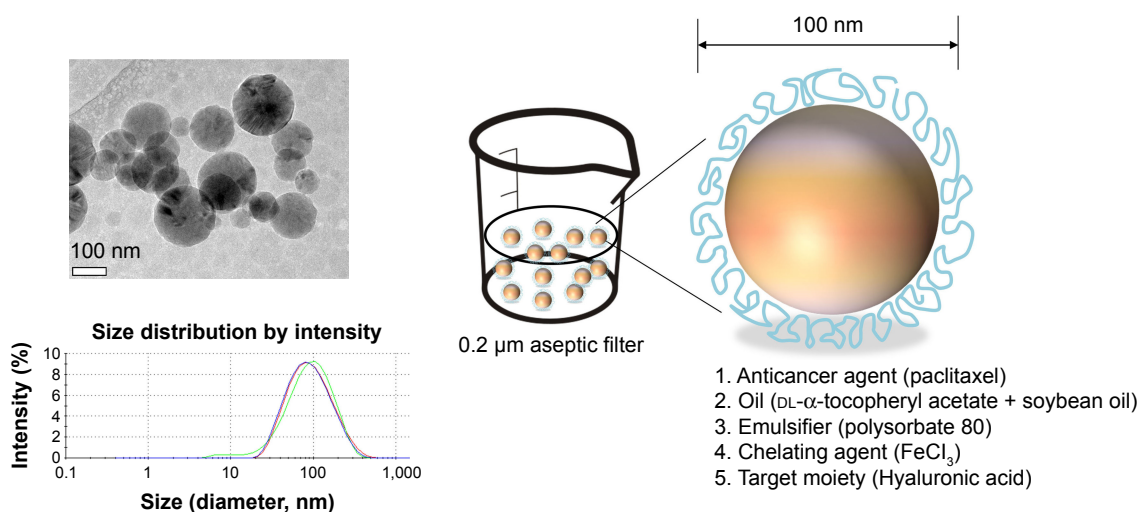 100 nm
100 nm
0.2 μm aseptic filter
Size distribution by intensity
Intensity (%)
10
8
6
4
2
0
0.1 1 10 100 1,000
Size (diameter, nm)
1. Anticancer agent (paclitaxel)
2. Oil (DL-α-tocopheryl acetate + soybean oil)
3. Emulsifier (polysorbate 80)
4. Chelating agent (FeCl₃)
5. Target moiety (Hyaluronic acid)